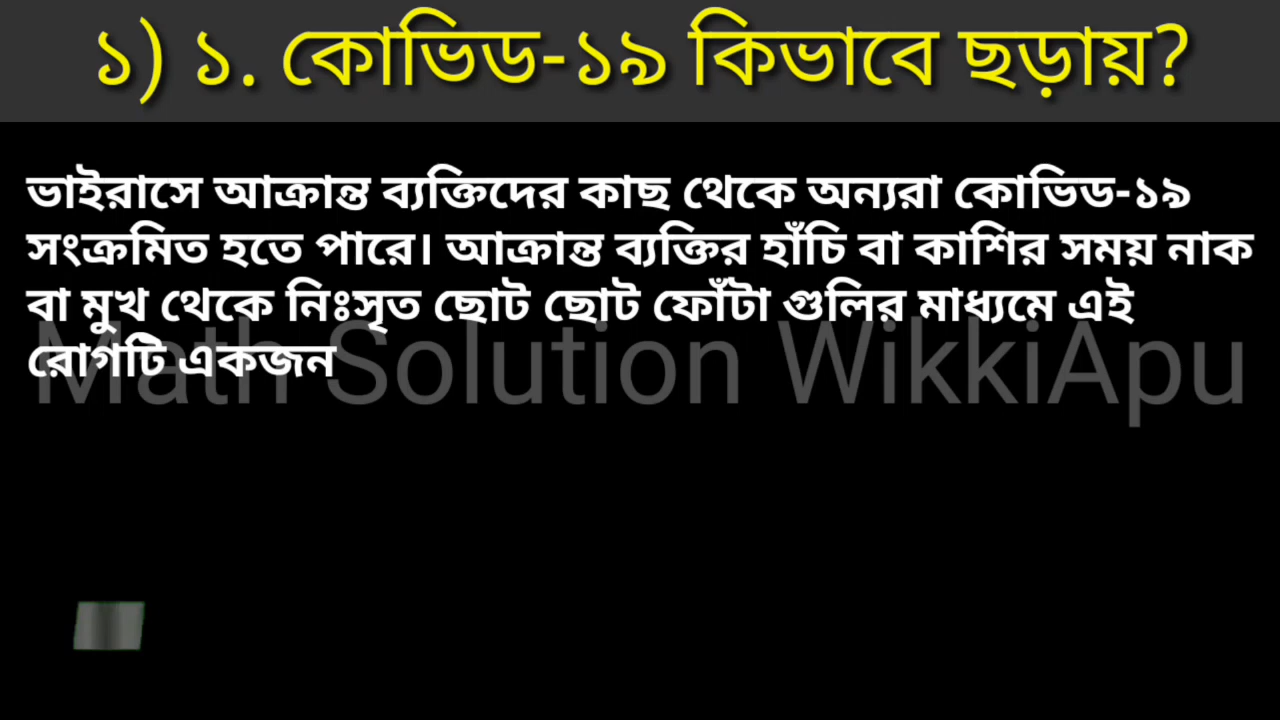 ১) ১. কোভিড-১৯ কিভাবে ছড়ায়?
ভাইরাসে আক্রান্ত ব্যক্তিদের কাছ থেকে অন্যরা কোভিড-১৯
সংক্রমিত হতে পারে। আক্রান্ত ব্যক্তির হাঁচি বা কাশির সময় নাক
বা মুখ থেকে নিঃসৃত ছোট ছোট ফোঁটা গুলির মাধ্যমে এই
রোগটি একজন
Math Solution WikkiApu